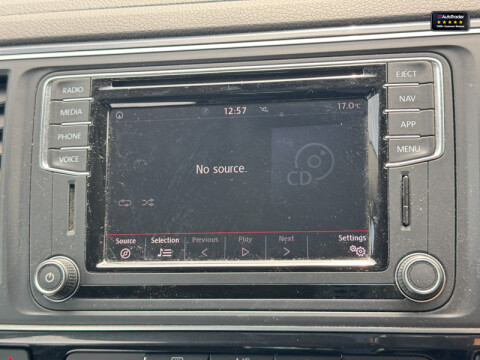 AutoTrader
RADIO
MEDIA
PHONE
VOICE
EJECT
NAV
APP
MENU
12:57
17.0°C
No source.
CD
Source
Selection
Previous
Play
Next
Settings